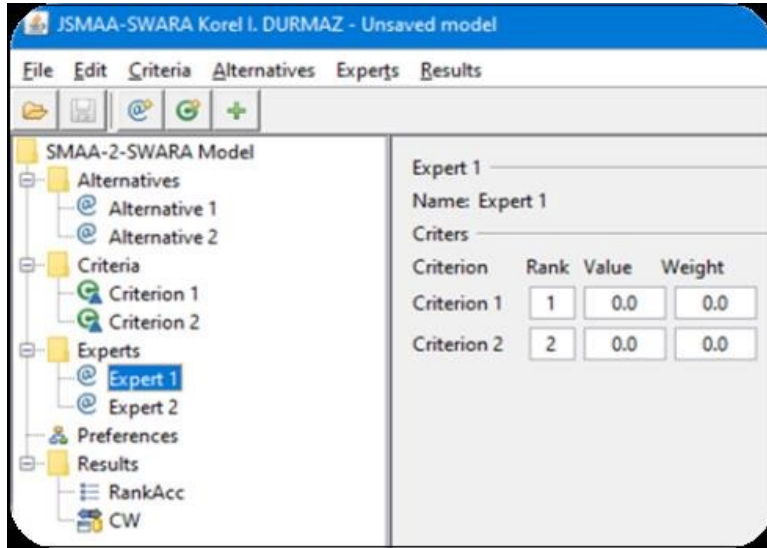 JSMAA-SWARA Korel I. DURMAZ - Unsaved model
File Edit Criteria Alternatives Experts Results
SMAA-2-SWARA Model
Alternatives
Alternative 1
Alternative 2
Criteria
Criterion 1
Criterion 2
Experts
Expert 1
Expert 2
Preferences
Results
RankAcc
CW
Expert 1
Name: Expert 1
Criters
Criterion Rank Value Weight
Criterion 1 1 0.0 0.0
Criterion 2 2 0.0 0.0